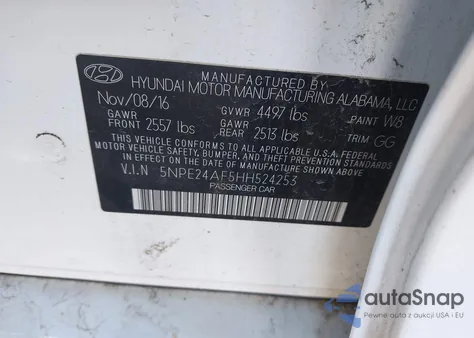 MANUFACTURED BY
HYUNDAI MOTOR MANUFACTURING ALABAMA, LLC
Nov/08/16 GVWR 4497 lbs PAINT W8
GAWR FRONT 2557 lbs GAWR REAR 2513 lbs TRIM GG
THIS VEHICLE CONFORMS TO ALL APPLICABLE U.S.A. FEDERAL
MOTOR VEHICLE SAFETY, BUMPER, AND THEFT PREVENTION
STANDARDS IN EFFECT ON THE DATE OF MANUFACTURE SHOWN ABOVE.
V.I.N 5NPE24AF5HH524253
PASSENGER CAR
autoSnap
Pewne auto z aukcji USA i EU